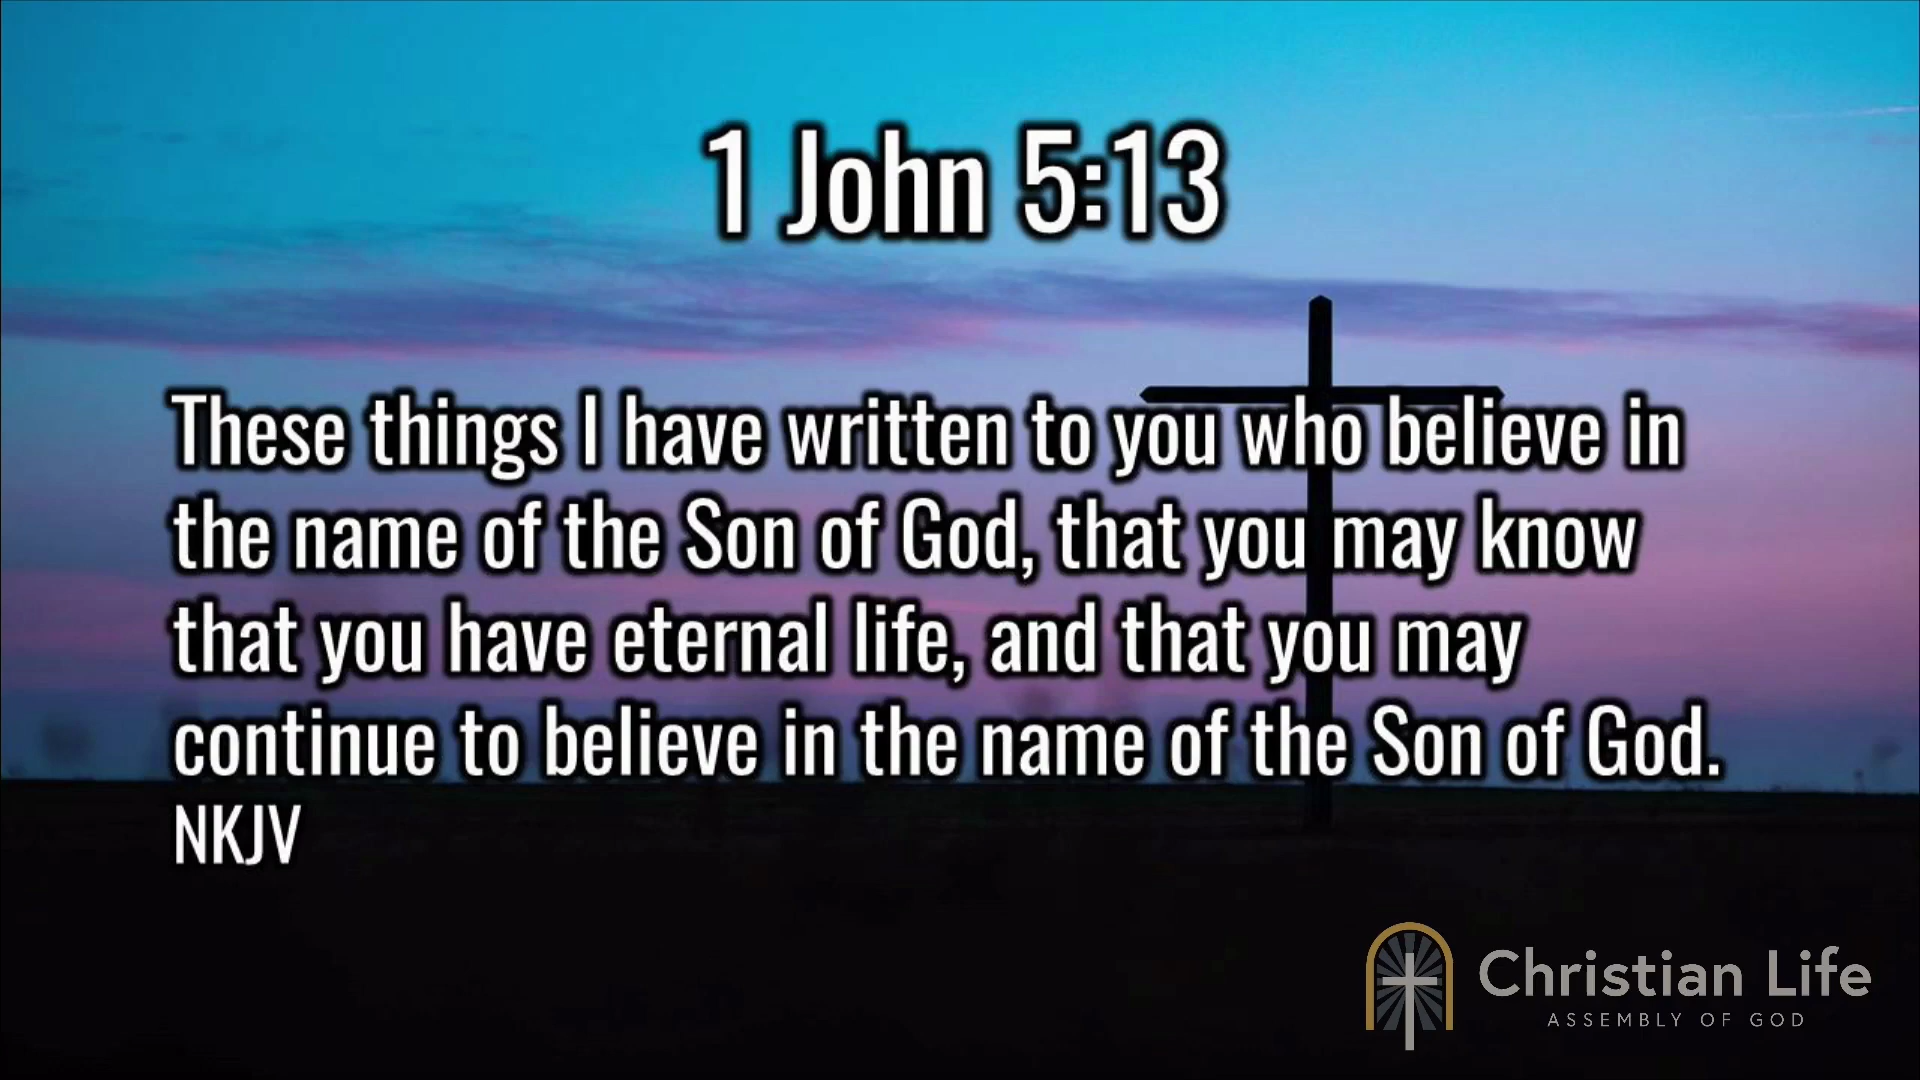 1 John 5:13
These things I have written to you who believe in
the name of the Son of God, that you may know
that you have eternal life, and that you may
continue to believe in the name of the Son of God.
NKJV
Christian Life
ASSEMBLY OF GOD